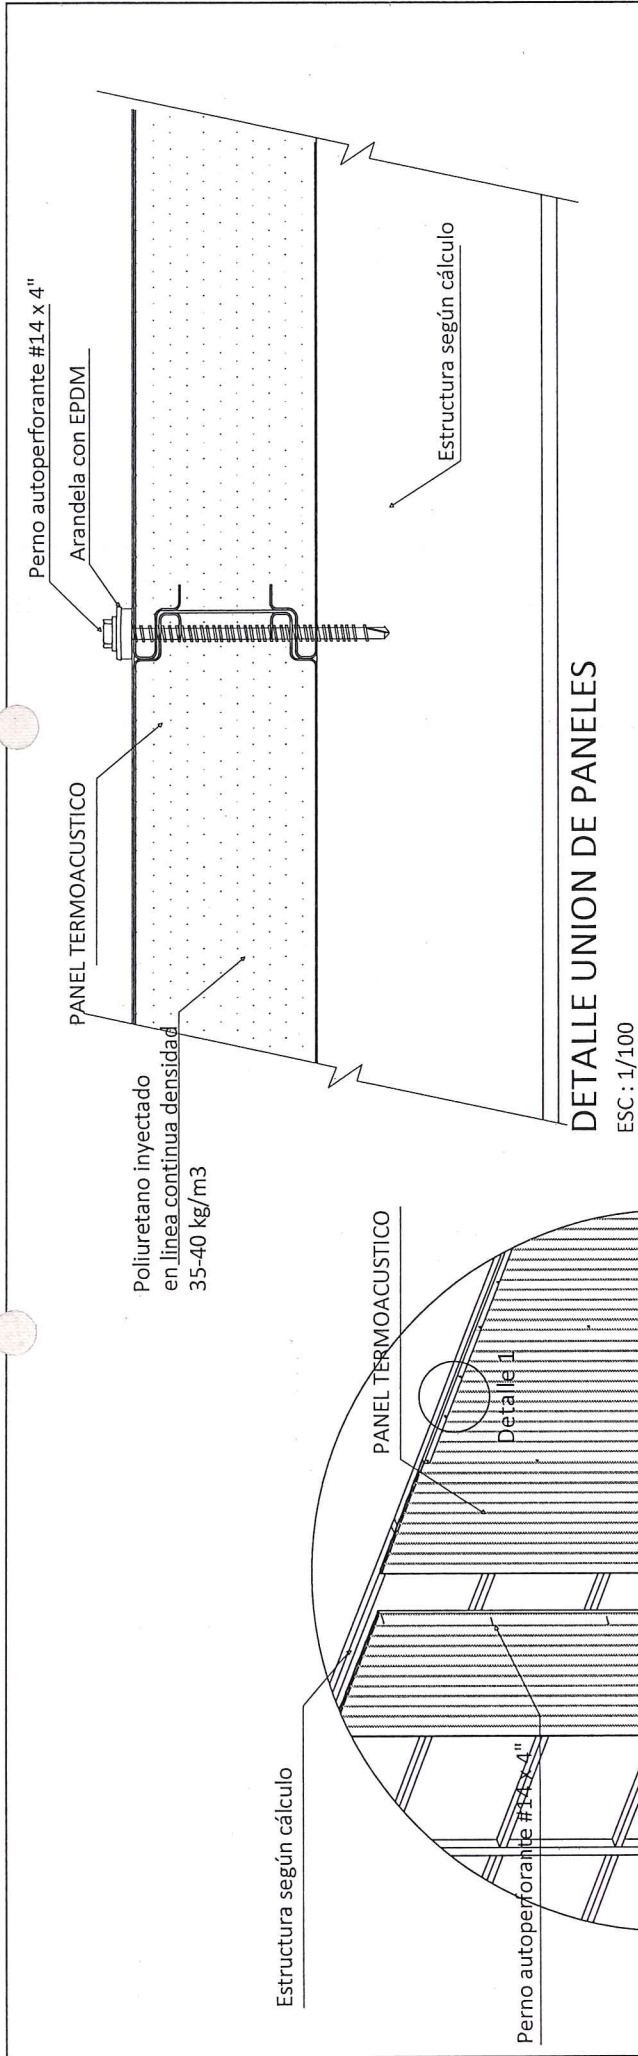 Perno autoperforante #14 x 4"
Arandela con EPDM
PANEL TERMOACUSTICO
Poliuretano inyectado
en linea continua densidad
35-40 kg/m3
Estructura según cálculo
DETALLE UNION DE PANELES
ESC : 1/100
Estructura según cálculo
PANEL TERMOACUSTICO
Detalle 1
Perno autoperforante #14 x 4"